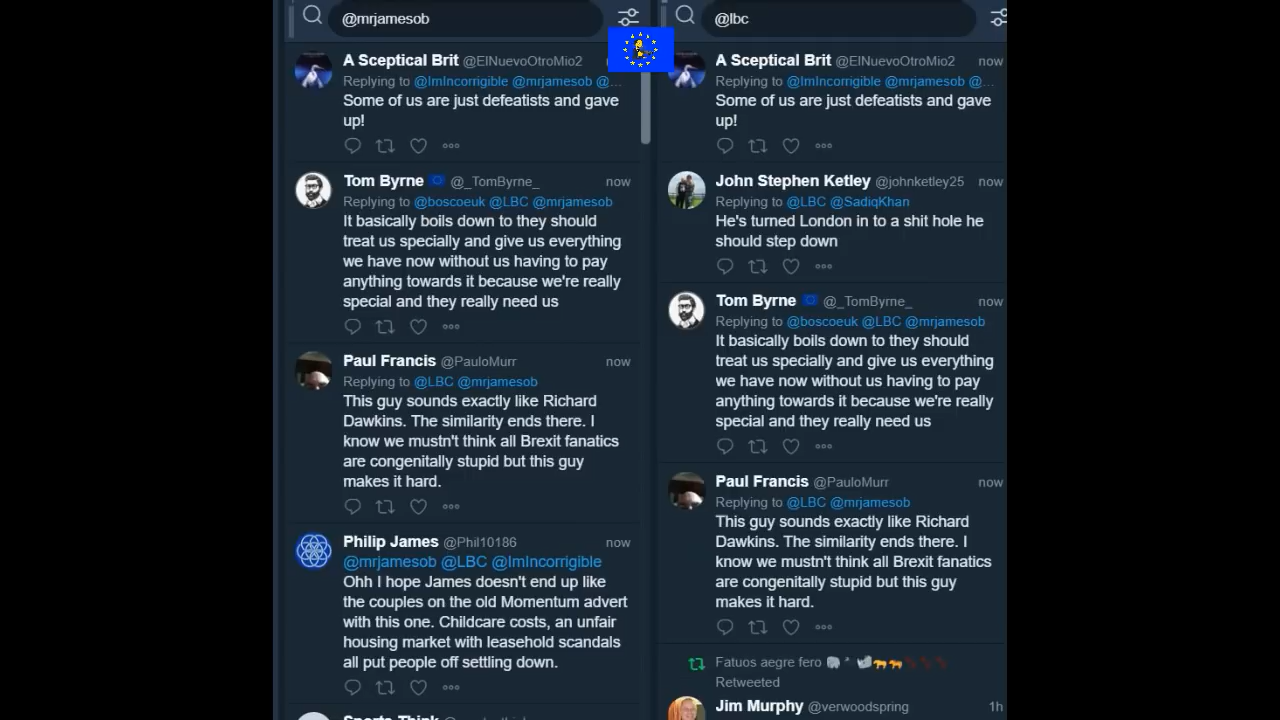 @mrjamesob
A Sceptical Brit @ElNuevoOtroMio2
Replying to @ImIncorrigible @mrjamesob @...
Some of us are just defeatists and gave
up!
Tom Byrne @_TomByrne_ now
Replying to @boscoeuk @LBC @mrjamesob
It basically boils down to they should
treat us specially and give us everything
we have now without us having to pay
anything towards it because we're really
special and they really need us
Paul Francis @PauloMurr now
Replying to @LBC @mrjamesob
This guy sounds exactly like Richard
Dawkins. The similarity ends there. I
know we mustn't think all Brexit fanatics
are congenitally stupid but this guy
makes it hard.
Philip James @Phil10186 now
@mrjamesob @LBC @ImIncorrigible
Ohh I hope James doesn't end up like
the couples on the old Momentum advert
with this one. Childcare costs, an unfair
housing market with leasehold scandals
all put people off settling down.
Sports Think
@lbc
A Sceptical Brit @ElNuevoOtroMio2 now
Replying to @ImIncorrigible @mrjamesob @...
Some of us are just defeatists and gave
up!
John Stephen Ketley @johnketley25 now
Replying to @LBC @SadiqKhan
He's turned London in to a shit hole he
should step down
Tom Byrne @_TomByrne_ now
Replying to @boscoeuk @LBC @mrjamesob
It basically boils down to they should
treat us specially and give us everything
we have now without us having to pay
anything towards it because we're really
special and they really need us
Paul Francis @PauloMurr now
Replying to @LBC @mrjamesob
This guy sounds exactly like Richard
Dawkins. The similarity ends there. I
know we mustn't think all Brexit fanatics
are congenitally stupid but this guy
makes it hard.
Fatuos aegre fero
Retweeted
Jim Murphy @verwoodspring 1h